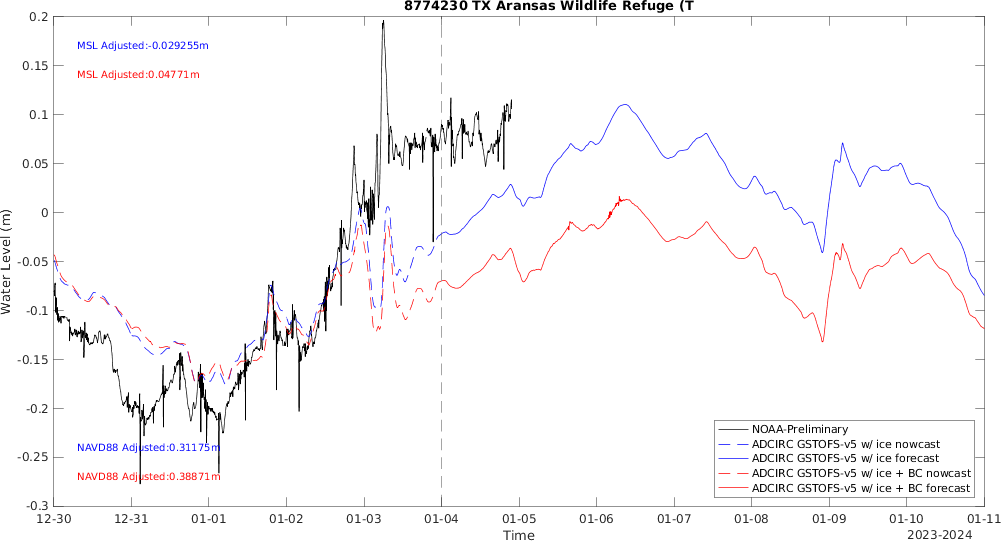 8774230 TX Aransas Wildlife Refuge (T
0.2
0.15
0.1
0.05
0
-0.05
-0.1
-0.15
-0.2
-0.25
-0.3
Water Level (m)
MSL Adjusted:-0.029255m
MSL Adjusted:0.04771m
NAVD88 Adjusted:0.31175m
NAVD88 Adjusted:0.38871m
NOAA-Preliminary
ADCIRC GSTOFS-v5 w/ ice nowcast
ADCIRC GSTOFS-v5 w/ ice forecast
ADCIRC GSTOFS-v5 w/ ice + BC nowcast
ADCIRC GSTOFS-v5 w/ ice + BC forecast
12-30 12-31 01-01 01-02 01-03 01-04 01-05 01-06 01-07 01-08 01-09 01-10 01-11
Time
2023-2024